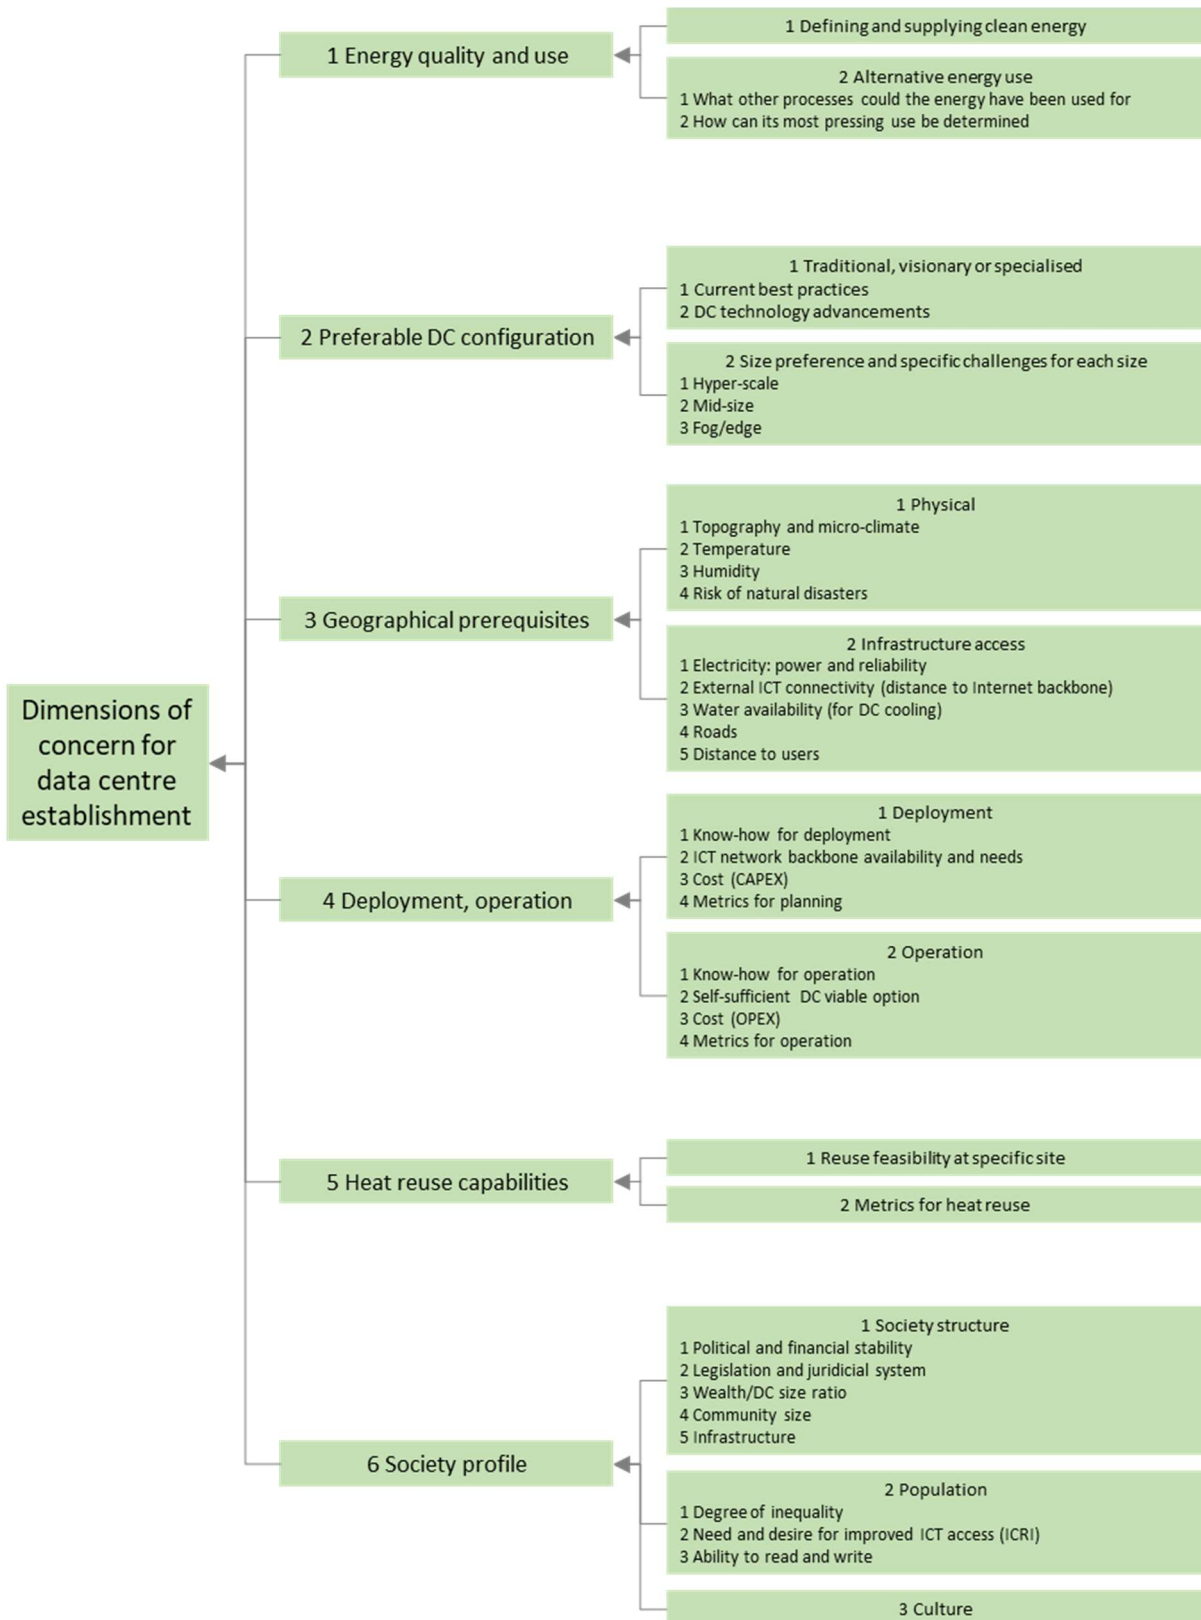 1 Energy quality and use
1 Defining and supplying clean energy
2 Alternative energy use
1 What other processes could the energy have been used for
2 How can its most pressing use be determined
2 Preferable DC configuration
1 Traditional, visionary or specialised
1 Current best practices
2 DC technology advancements
2 Size preference and specific challenges for each size
1 Hyper-scale
2 Mid-size
3 Fog/edge
3 Geographical prerequisites
1 Physical
1 Topography and micro-climate
2 Temperature
3 Humidity
4 Risk of natural disasters
2 Infrastructure access
1 Electricity: power and reliability
2 External ICT connectivity (distance to Internet backbone)
3 Water availability (for DC cooling)
4 Roads
5 Distance to users
Dimensions of
concern for
data centre
establishment
4 Deployment, operation
1 Deployment
1 Know-how for deployment
2 ICT network backbone availability and needs
3 Cost (CAPEX)
4 Metrics for planning
2 Operation
1 Know-how for operation
2 Self-sufficient DC viable option
3 Cost (OPEX)
4 Metrics for operation
5 Heat reuse capabilities
1 Reuse feasibility at specific site
2 Metrics for heat reuse
6 Society profile
1 Society structure
1 Political and financial stability
2 Legislation and juridicial system
3 Wealth/DC size ratio
4 Community size
5 Infrastructure
2 Population
1 Degree of inequality
2 Need and desire for improved ICT access (ICRI)
3 Ability to read and write
3 Culture